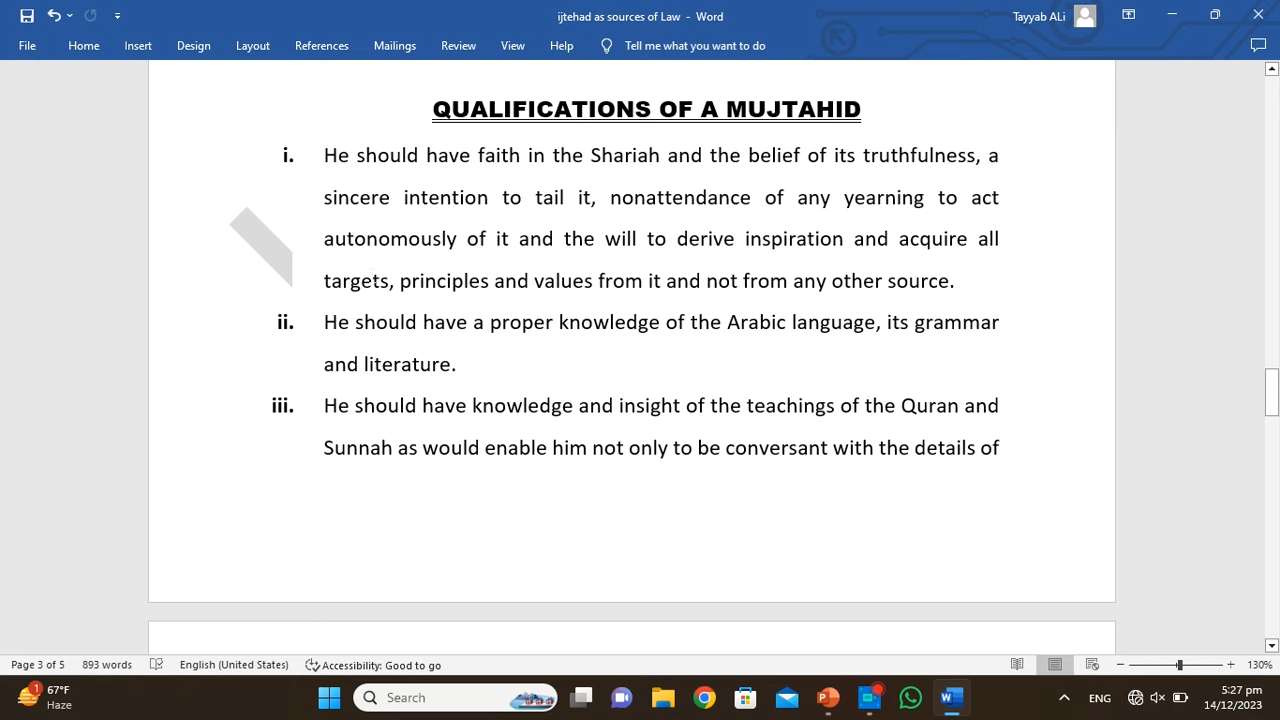 ijtehad as sources of Law - Word
Tayyab ALi
File Home Insert Design Layout References Mailings Review View Help Tell me what you want to do
QUALIFICATIONS OF A MUJTAHID
i. He should have faith in the Shariah and the belief of its truthfulness, a
sincere intention to tail it, nonattendance of any yearning to act
autonomously of it and the will to derive inspiration and acquire all
targets, principles and values from it and not from any other source.
ii. He should have a proper knowledge of the Arabic language, its grammar
and literature.
iii. He should have knowledge and insight of the teachings of the Quran and
Sunnah as would enable him not only to be conversant with the details of
Page 3 of 5 893 words English (United States) Accessibility: Good to go 130%
1 67°F
Haze
Search
ENG
5:27 pm
14/12/2023